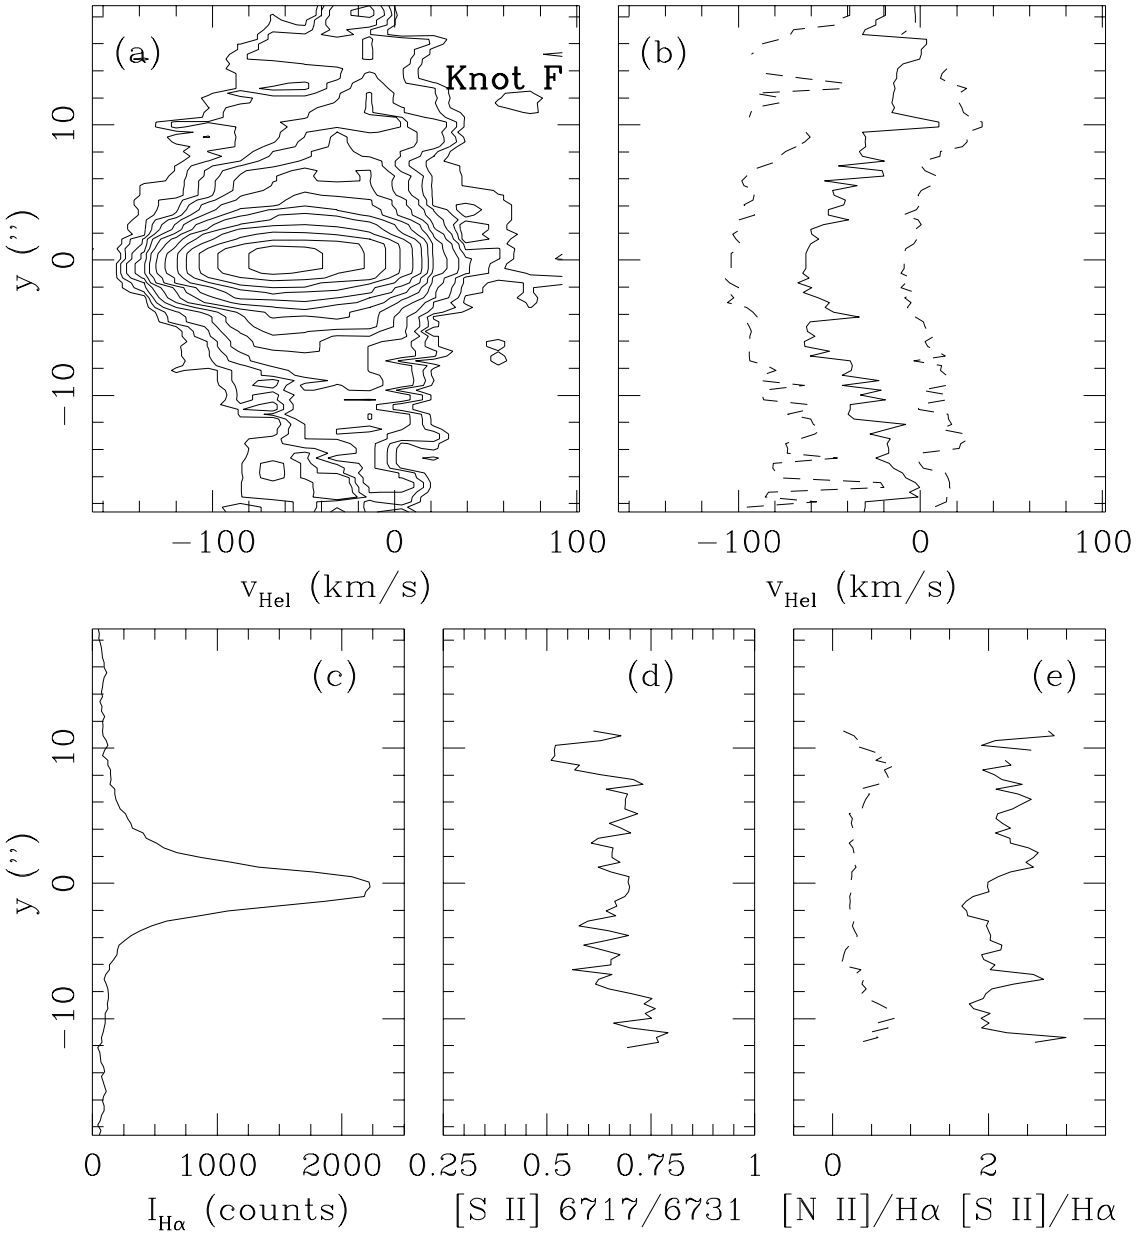 (a)
Knot F
(b)
10
0
−10
y ('')
−100 0 100
−100 0 100
v_Hel (km/s)
v_Hel (km/s)
(c)
(d)
(e)
10
0
−10
y ('')
0 1000 2000
0.25 0.5 0.75 1
0 2
I_Hα (counts)
[S II] 6717/6731
[N II]/Hα [S II]/Hα